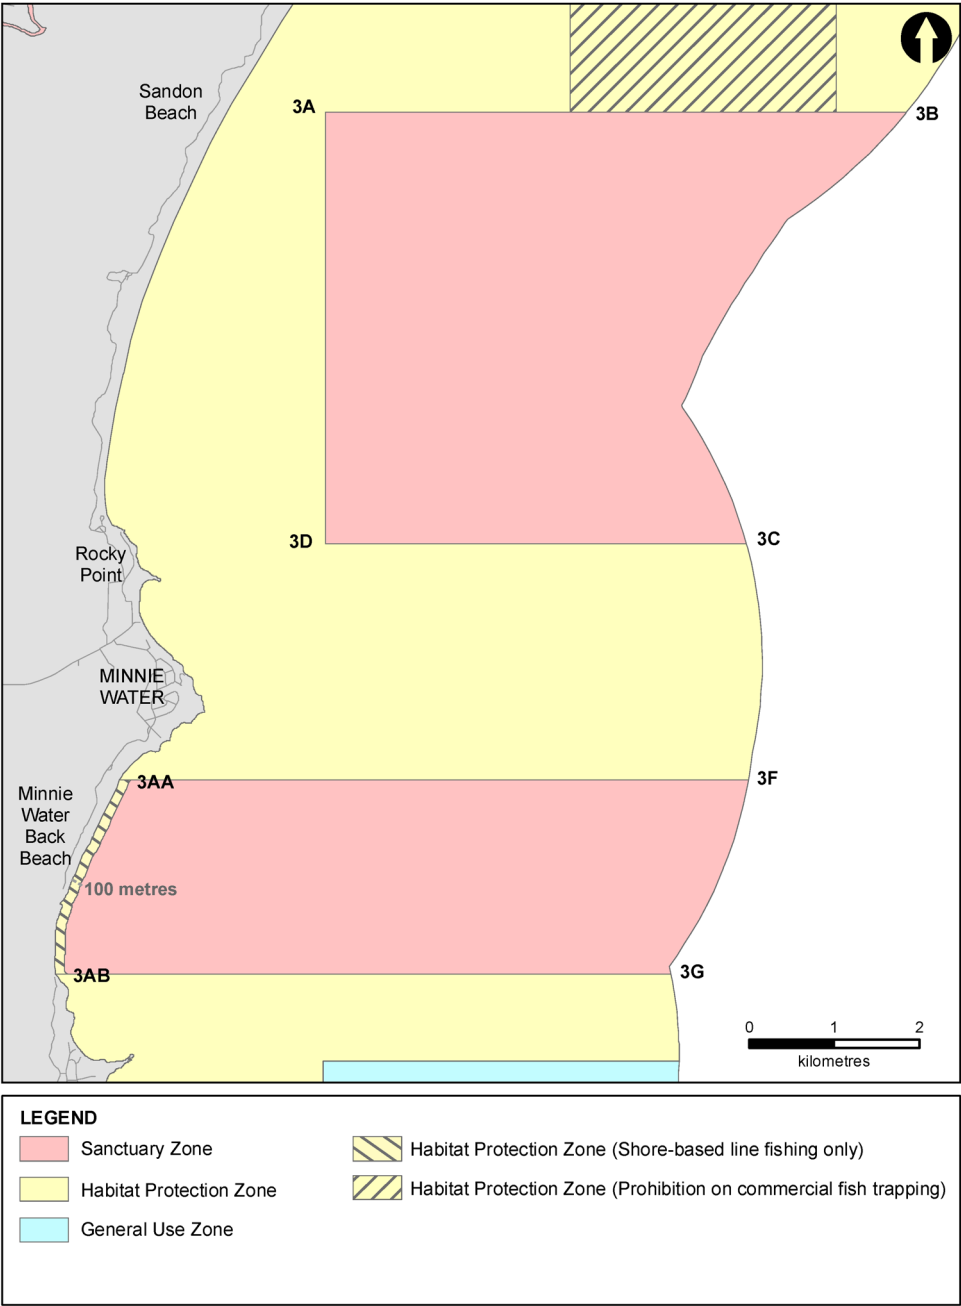 Sandon
Beach
3A
3B
3D
3C
Rocky
Point
MINNIE
WATER
3AA
3F
Minnie
Water
Back
Beach
100 metres
3AB
3G
0 1 2
kilometres
LEGEND
Sanctuary Zone
Habitat Protection Zone
General Use Zone
Habitat Protection Zone (Shore-based line fishing only)
Habitat Protection Zone (Prohibition on commercial fish trapping)